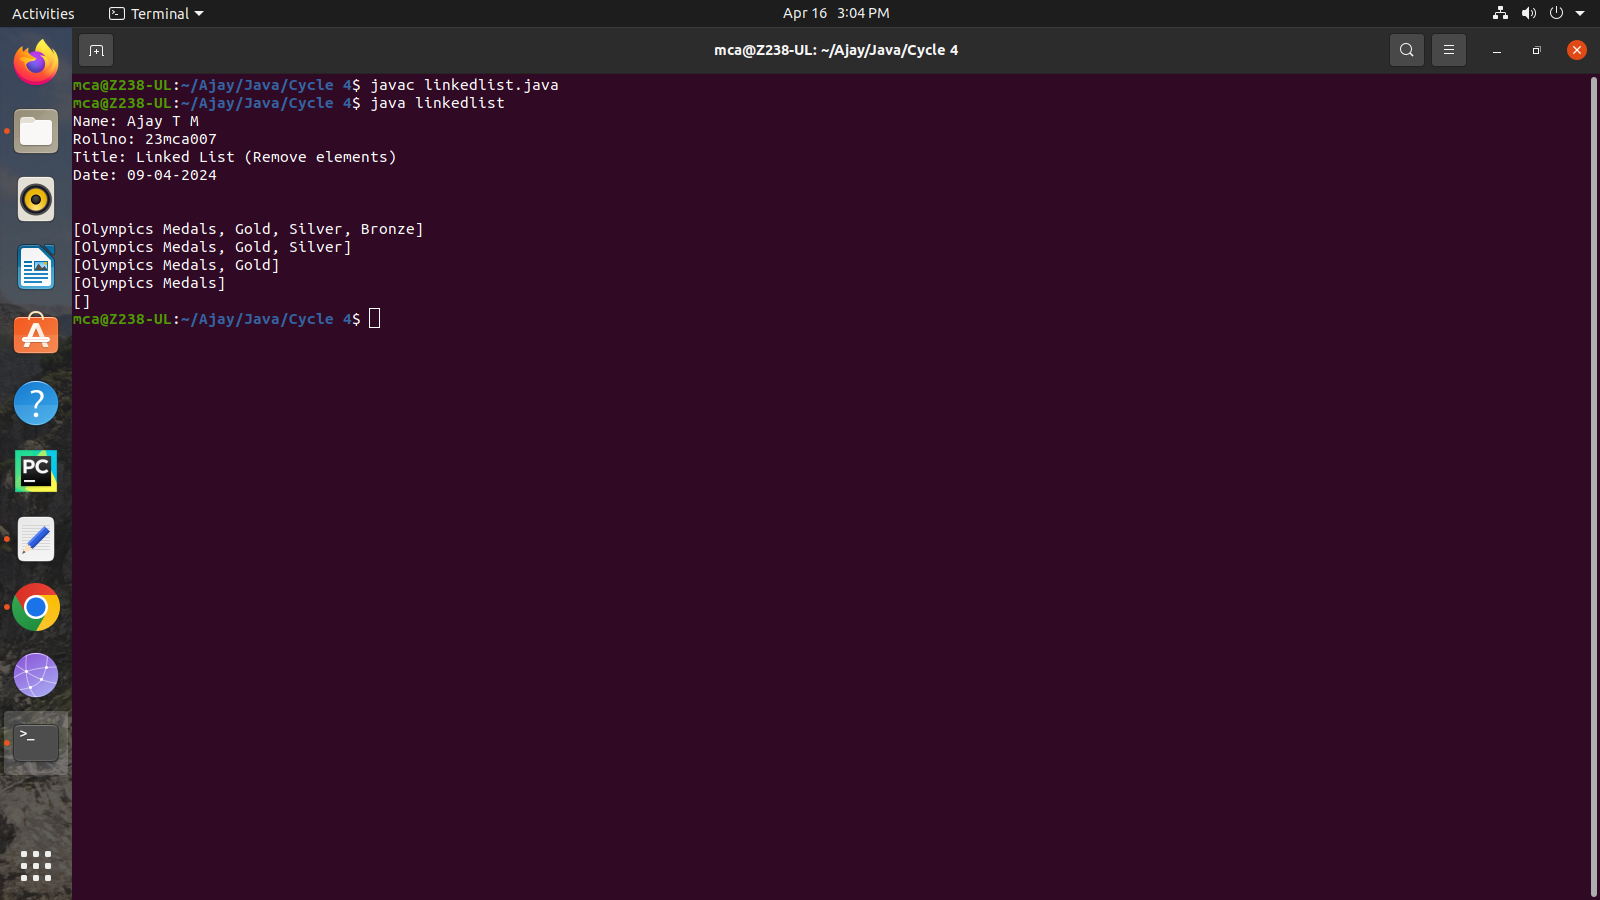 Activities
Terminal
Apr 16 3:04 PM
mca@Z238-UL: ~/Ajay/Java/Cycle 4
mca@Z238-UL:~/Ajay/Java/Cycle 4$ javac linkedlist.java
mca@Z238-UL:~/Ajay/Java/Cycle 4$ java linkedlist
Name: Ajay T M
Rollno: 23mca007
Title: Linked List (Remove elements)
Date: 09-04-2024
[Olympics Medals, Gold, Silver, Bronze]
[Olympics Medals, Gold, Silver]
[Olympics Medals, Gold]
[Olympics Medals]
[]
mca@Z238-UL:~/Ajay/Java/Cycle 4$
A
?
PC
>_